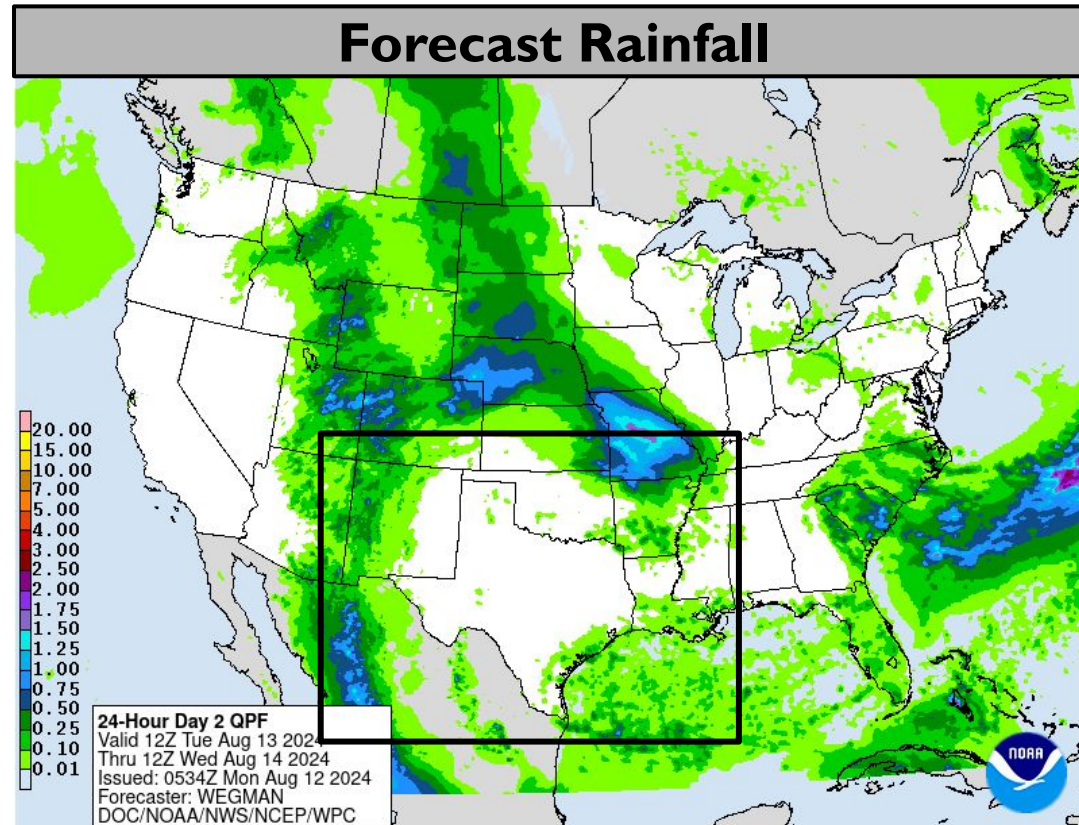 Forecast Rainfall
20.00
15.00
10.00
7.00
5.00
4.00
3.00
2.50
2.00
1.75
1.50
1.25
1.00
0.75
0.50
0.25
0.10
0.01
24-Hour Day 2 QPF
Valid 12Z Tue Aug 13 2024
Thru 12Z Wed Aug 14 2024
Issued: 0534Z Mon Aug 12 2024
Forecaster: WEGMAN
DOC/NOAA/NWS/NCEP/WPC
NOAA